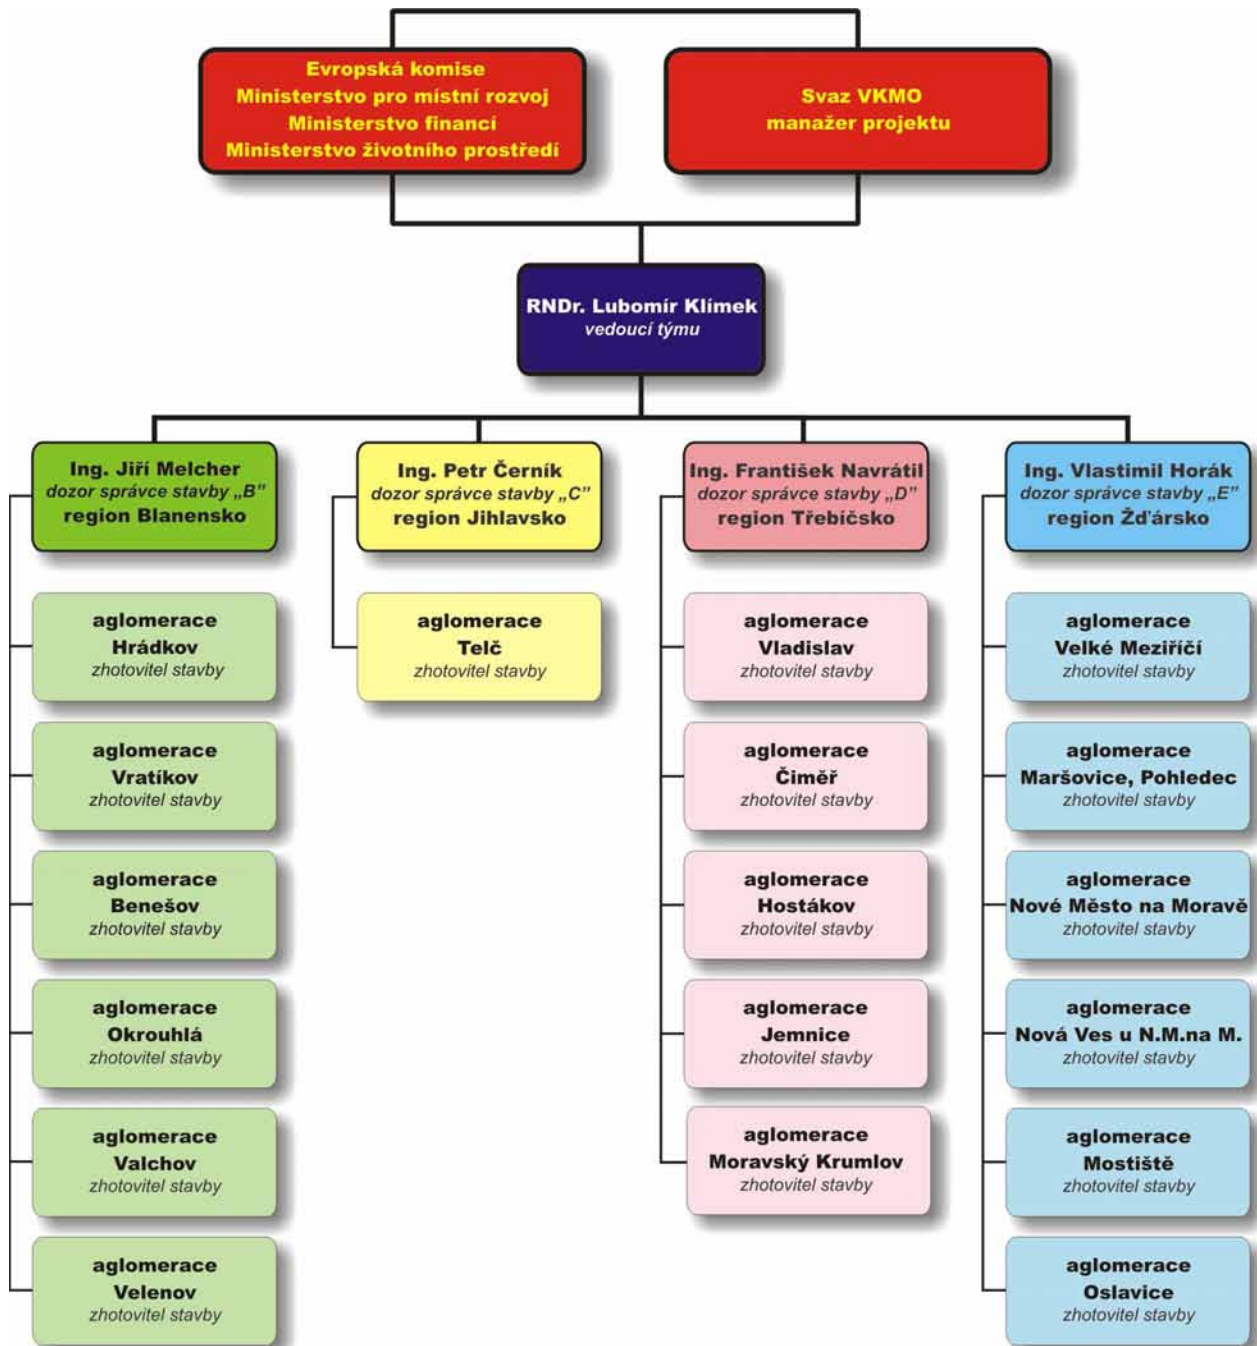 Evropská komise
Ministerstvo pro místní rozvoj
Ministerstvo financí
Ministerstvo životního prostředí
Svaz VKMO
manažer projektu
RNDr. Lubomír Klímek
vedoucí týmu
Ing. Jiří Melcher
dozor správce stavby „B"
region Blanensko
aglomerace
Hrádkov
zhotovitel stavby
aglomerace
Vratíkov
zhotovitel stavby
aglomerace
Benešov
zhotovitel stavby
aglomerace
Okrouhlá
zhotovitel stavby
aglomerace
Valchov
zhotovitel stavby
aglomerace
Velenov
zhotovitel stavby
Ing. Petr Černík
dozor správce stavby „C"
region Jihlavsko
aglomerace
Telč
zhotovitel stavby
Ing. František Navrátil
dozor správce stavby „D"
region Třebíčsko
aglomerace
Vladislav
zhotovitel stavby
aglomerace
Čiměř
zhotovitel stavby
aglomerace
Hosťákov
zhotovitel stavby
aglomerace
Jemnice
zhotovitel stavby
aglomerace
Moravský Krumlov
zhotovitel stavby
Ing. Vlastimil Horák
dozor správce stavby „E"
region Žďársko
aglomerace
Velké Meziříčí
zhotovitel stavby
aglomerace
Maršovice, Pohledec
zhotovitel stavby
aglomerace
Nové Město na Moravě
zhotovitel stavby
aglomerace
Nová Ves u N.M.na M.
zhotovitel stavby
aglomerace
Mostiště
zhotovitel stavby
aglomerace
Oslavice
zhotovitel stavby